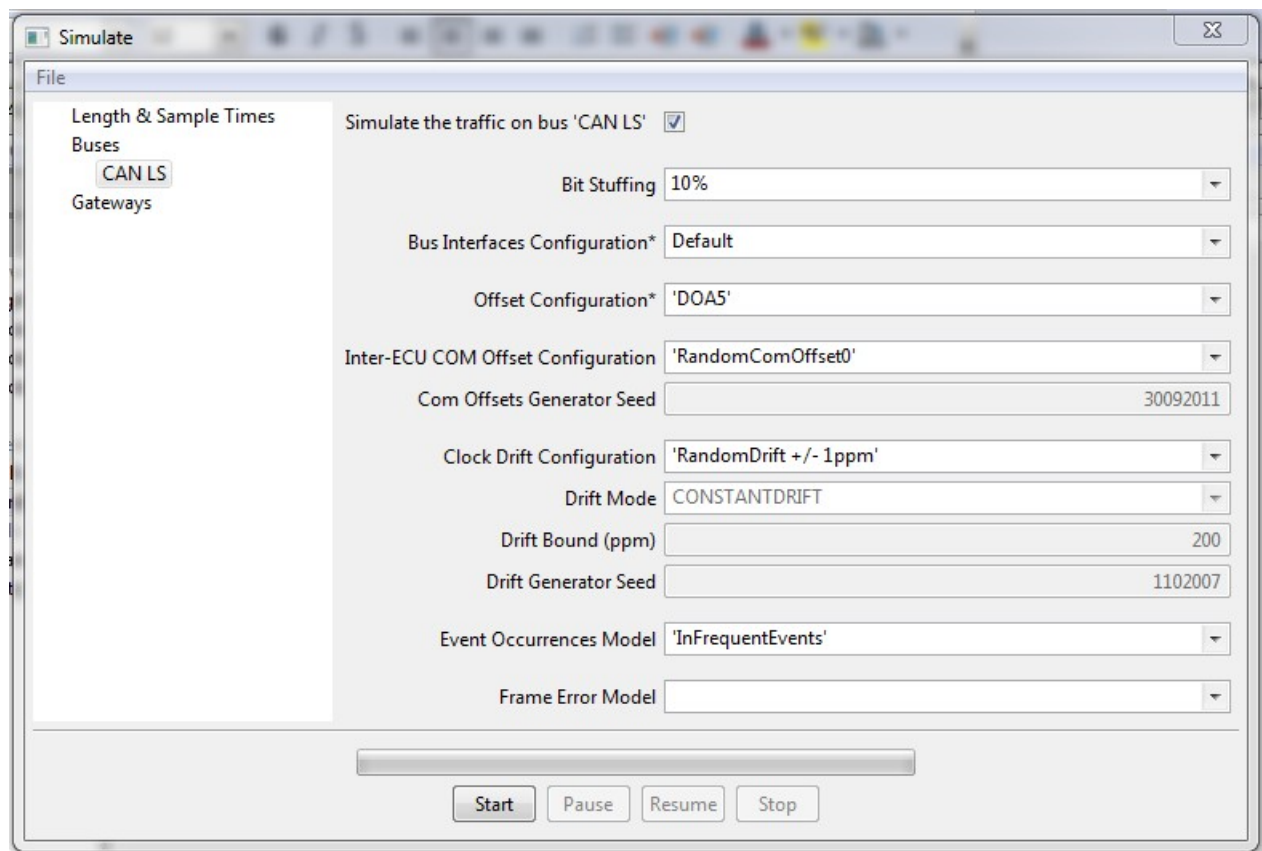 Simulate
File
Length & Sample Times
Buses
CAN LS
Gateways
Simulate the traffic on bus 'CAN LS'
Bit Stuffing 10%
Bus Interfaces Configuration* Default
Offset Configuration* 'DOA5'
Inter-ECU COM Offset Configuration 'RandomComOffset0'
Com Offsets Generator Seed 30092011
Clock Drift Configuration 'RandomDrift +/- 1ppm'
Drift Mode CONSTANTDRIFT
Drift Bound (ppm) 200
Drift Generator Seed 1102007
Event Occurrences Model 'InFrequentEvents'
Frame Error Model
Start Pause Resume Stop